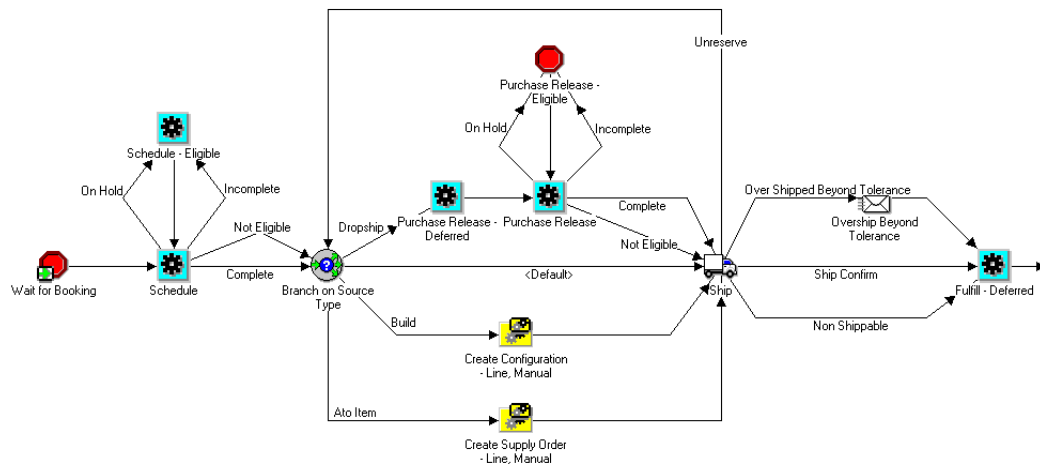 Unreserve
Purchase Release -
Eligible
On Hold
Incomplete
Schedule - Eligible
On Hold
Incomplete
Over Shipped Beyond Tolerance
Complete
Purchase Release -
Deferred
Purchase Release
Overship Beyond
Tolerance
Not Eligible
Dropship
Not Eligible
Wait for Booking
Schedule
Complete
Branch on Source
Type
<Default>
Ship
Ship Confirm
Fulfill - Deferred
Build
Non Shippable
Create Configuration
- Line, Manual
Ato Item
Create Supply Order
- Line, Manual